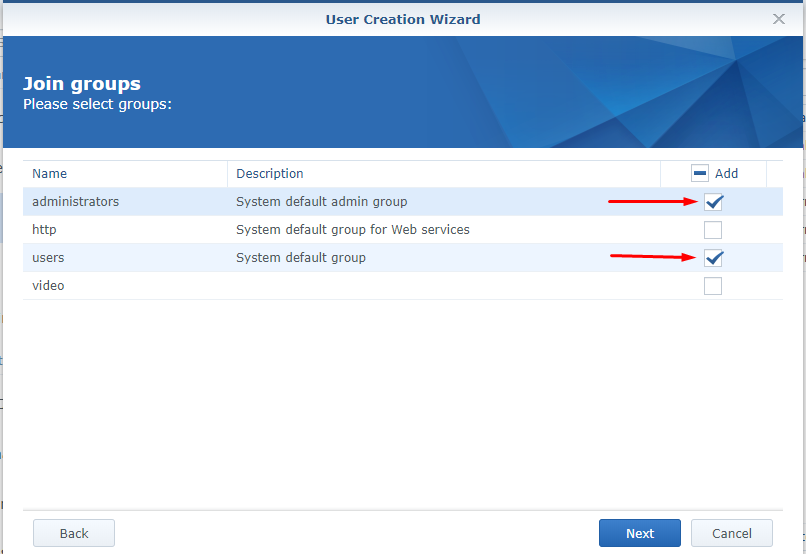 User Creation Wizard
Join groups
Please select groups:
Name Description Add
administrators System default admin group
http System default group for Web services
users System default group
video
Back Next Cancel